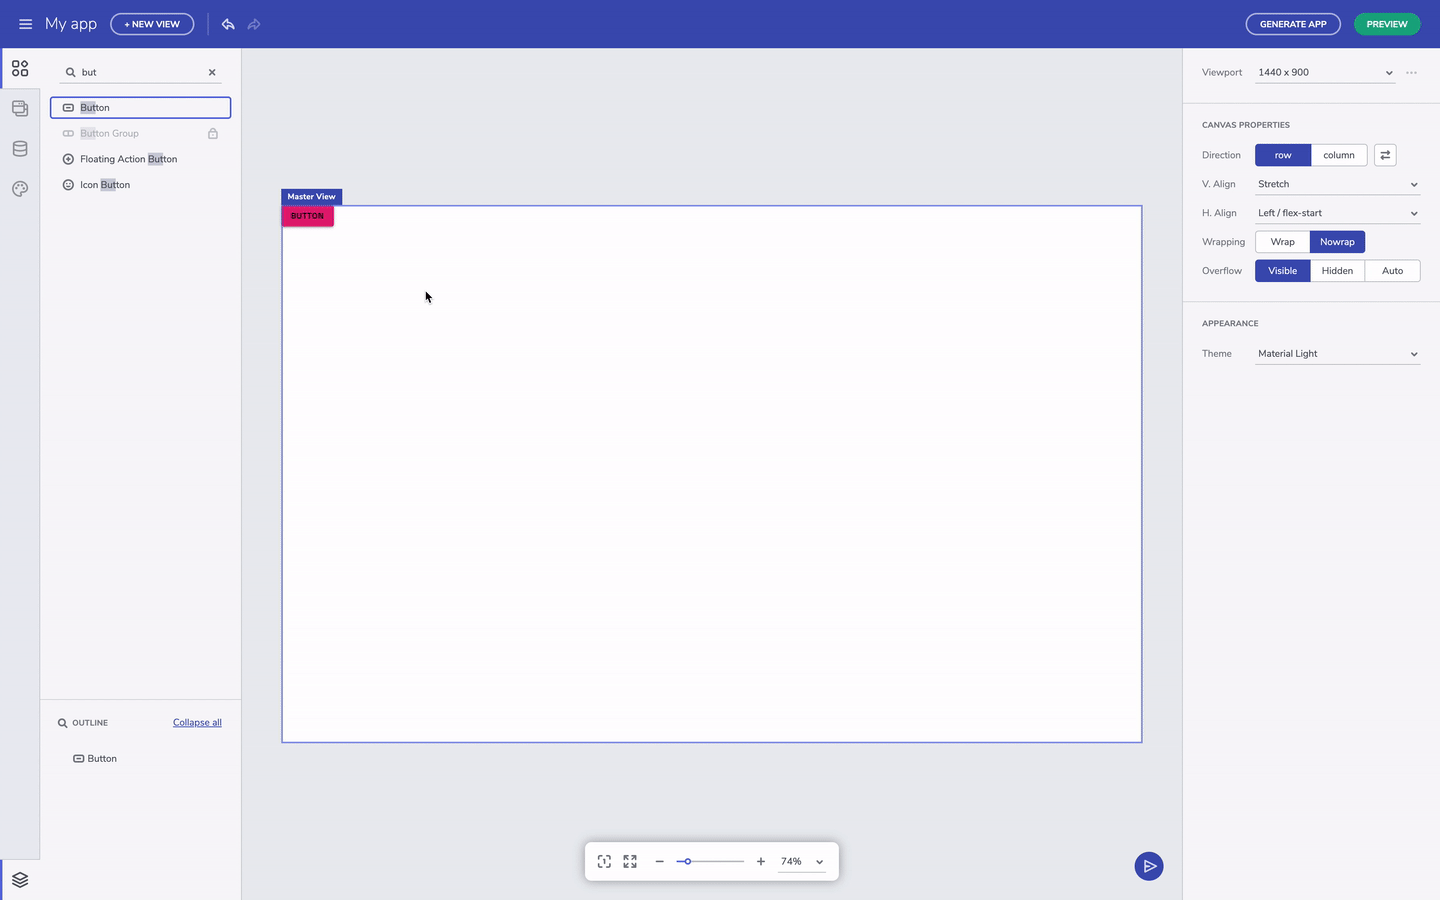 My app
+ NEW VIEW
GENERATE APP
PREVIEW
but
Button
Button Group
Floating Action Button
Icon Button
OUTLINE
Collapse all
Button
Master View
BUTTON
74%
Viewport
1440 x 900
CANVAS PROPERTIES
Direction
row
column
V. Align
Stretch
H. Align
Left / flex-start
Wrapping
Wrap
Nowrap
Overflow
Visible
Hidden
Auto
APPEARANCE
Theme
Material Light